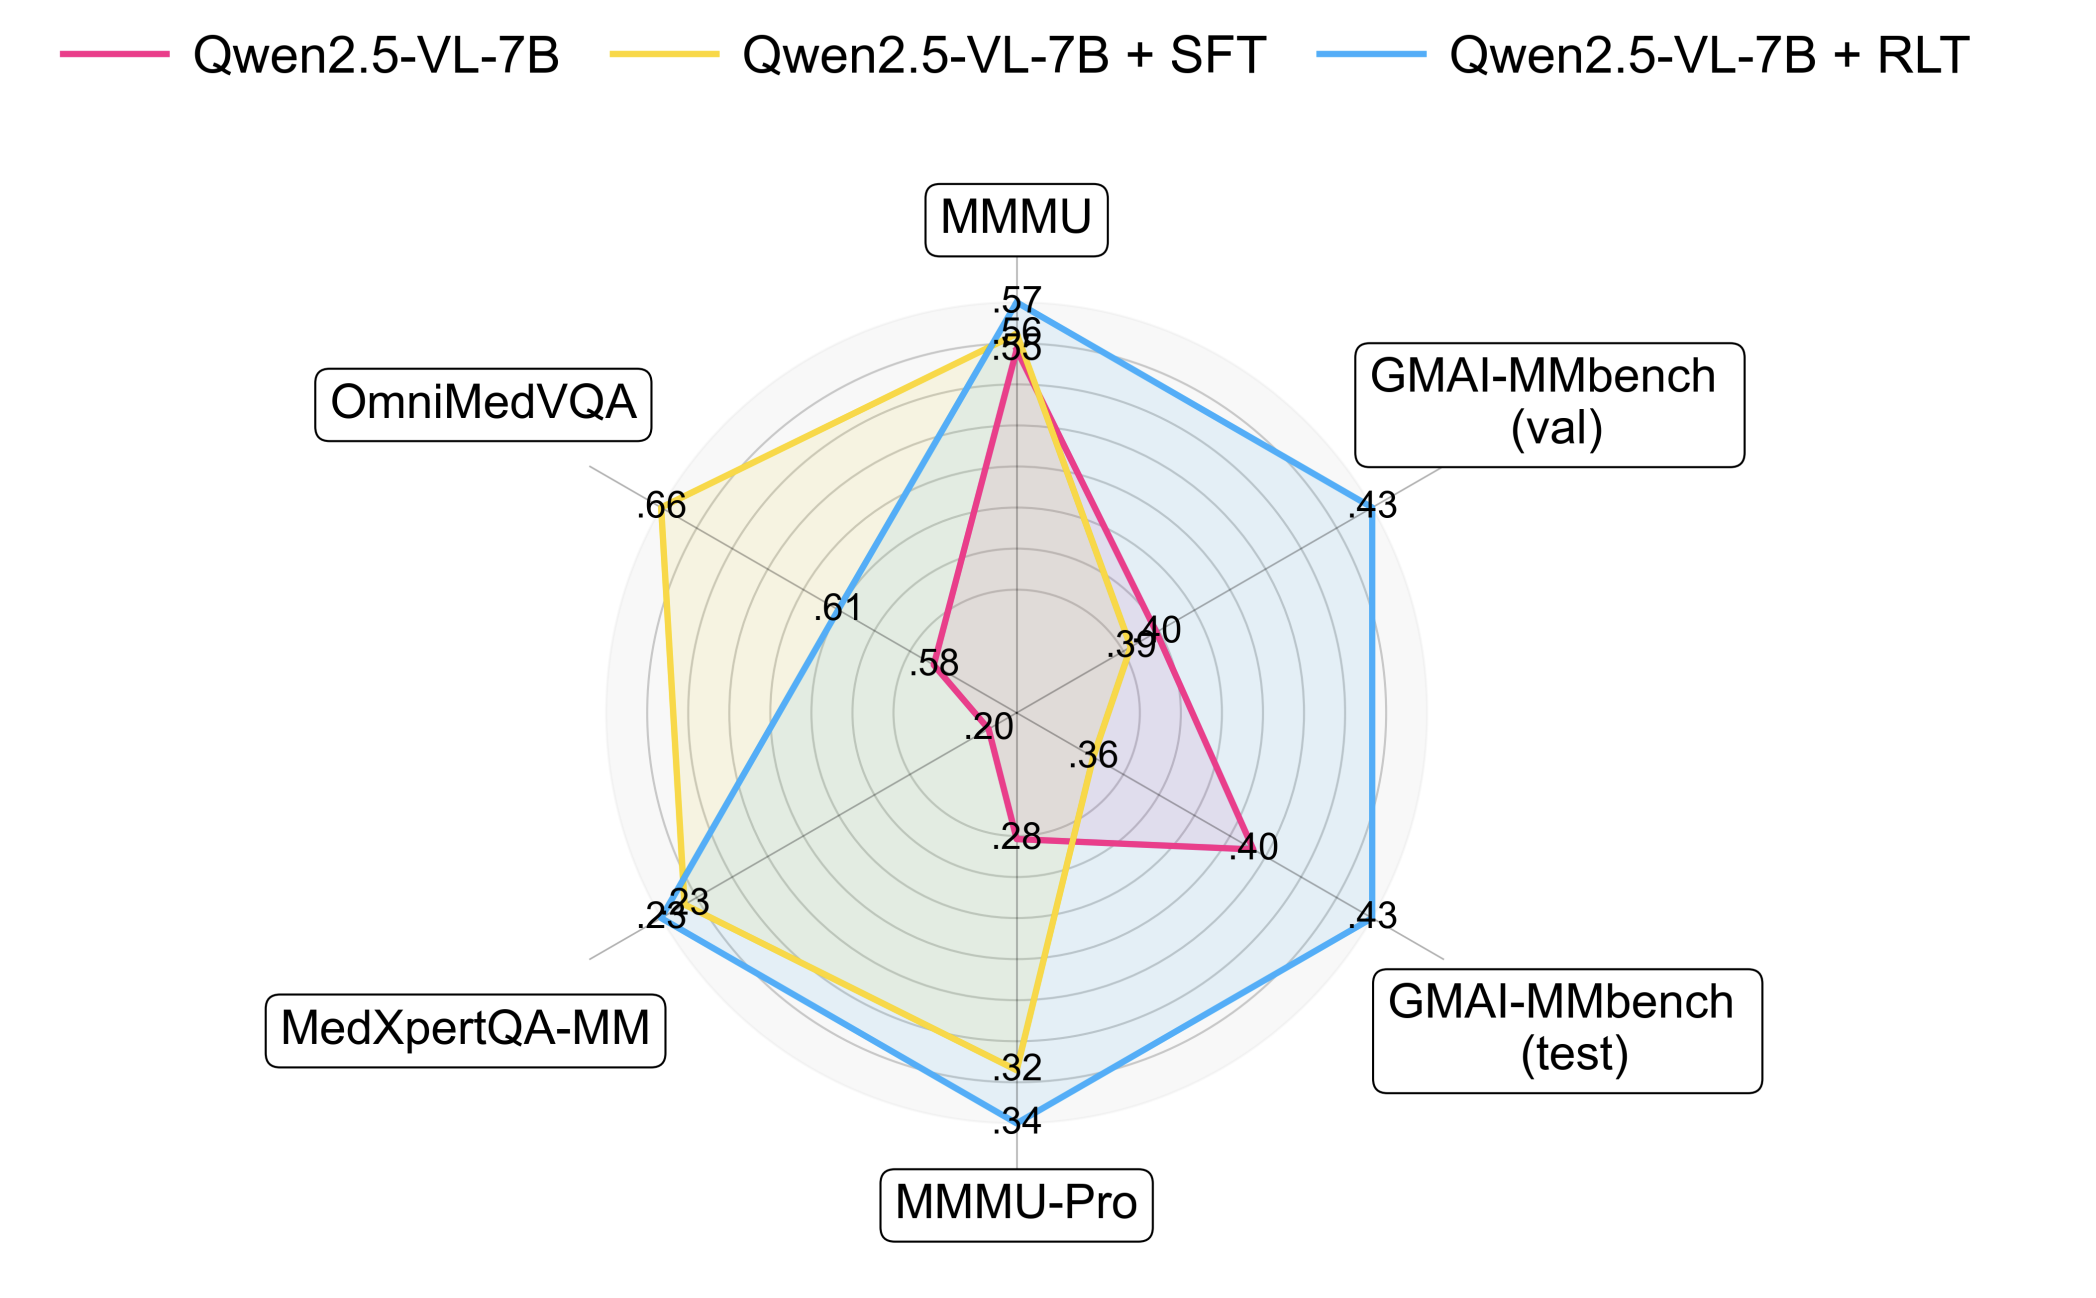 Qwen2.5-VL-7B Qwen2.5-VL-7B + SFT Qwen2.5-VL-7B + RLT
MMMU
.57
.56
.55
GMAI-MMbench
(val)
OmniMedVQA
.66
.43
.61
.40
.39
.58
.20
.36
.28
.40
.23
.23
.43
GMAI-MMbench
(test)
MedXpertQA-MM
.32
.34
MMMU-Pro